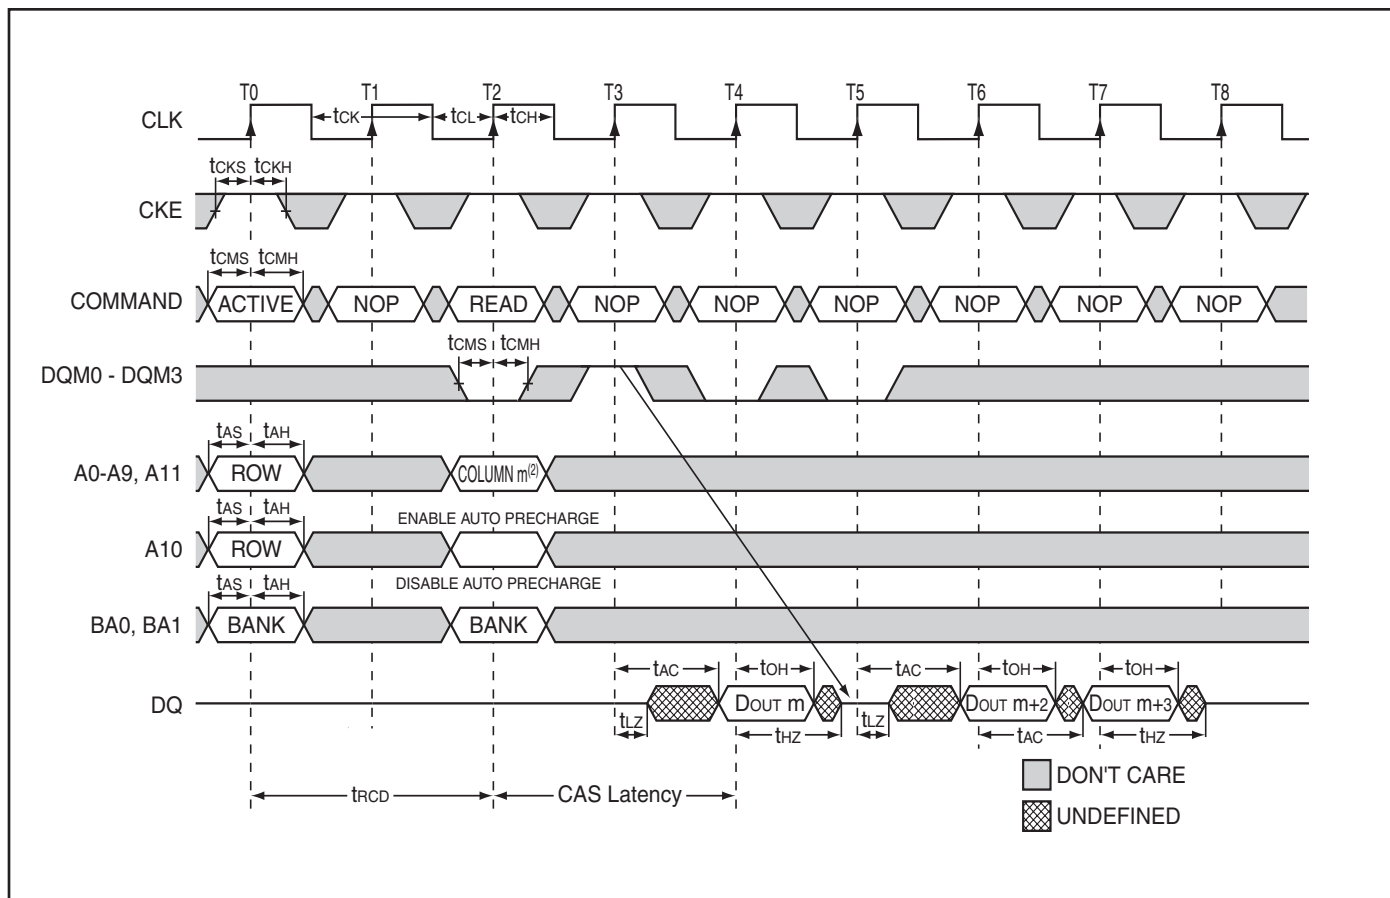 T0 T1 T2 T3 T4 T5 T6 T7 T8
CLK tCK tCL tCH
tCKS tCKH
CKE
tCMS tCMH
COMMAND ACTIVE NOP READ NOP NOP NOP NOP NOP NOP
tCMS tCMH
DQM0 - DQM3
tAS tAH
A0-A9, A11 ROW COLUMN m(2)
tAS tAH ENABLE AUTO PRECHARGE
A10 ROW
tAS tAH DISABLE AUTO PRECHARGE
BA0, BA1 BANK BANK
tAC tOH tAC tOH tOH
DQ DOUT m DOUT m+2 DOUT m+3
tLZ tHZ tLZ tAC tHZ
DON'T CARE
tRCD CAS Latency
UNDEFINED